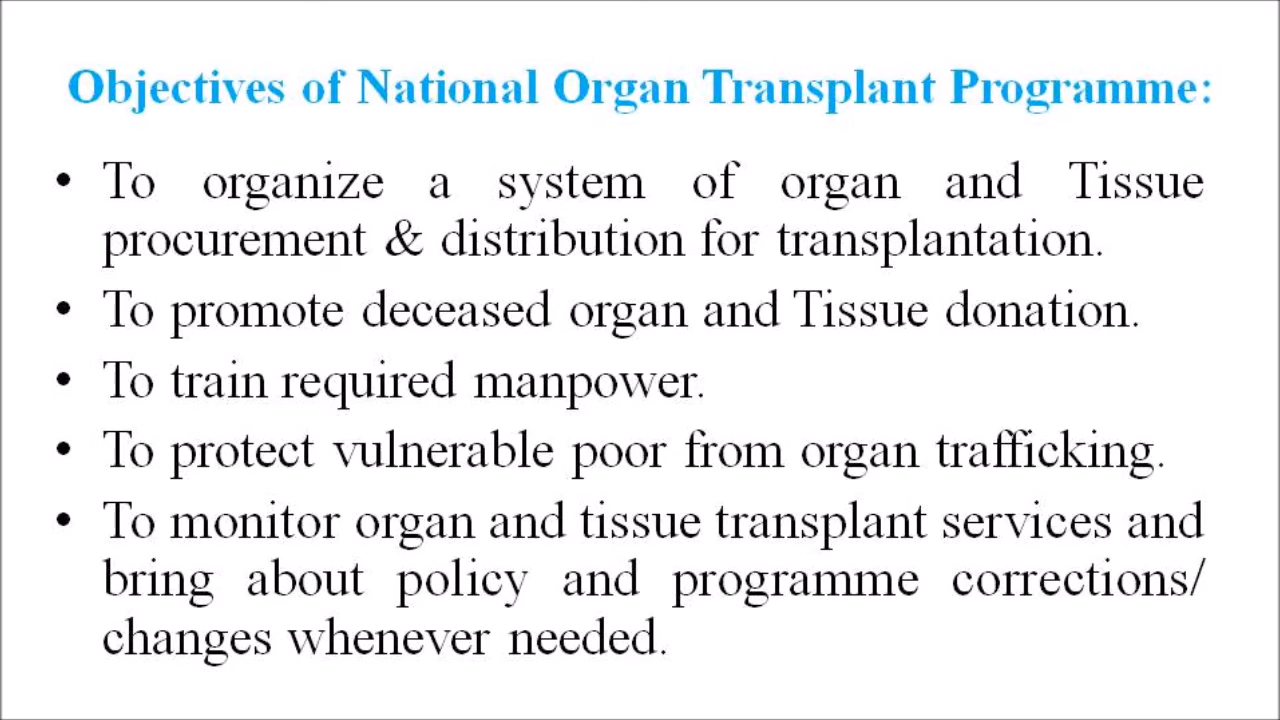 Objectives of National Organ Transplant Programme:
• To organize a system of organ and Tissue
procurement & distribution for transplantation.
• To promote deceased organ and Tissue donation.
• To train required manpower.
• To protect vulnerable poor from organ trafficking.
• To monitor organ and tissue transplant services and
bring about policy and programme corrections/
changes whenever needed.